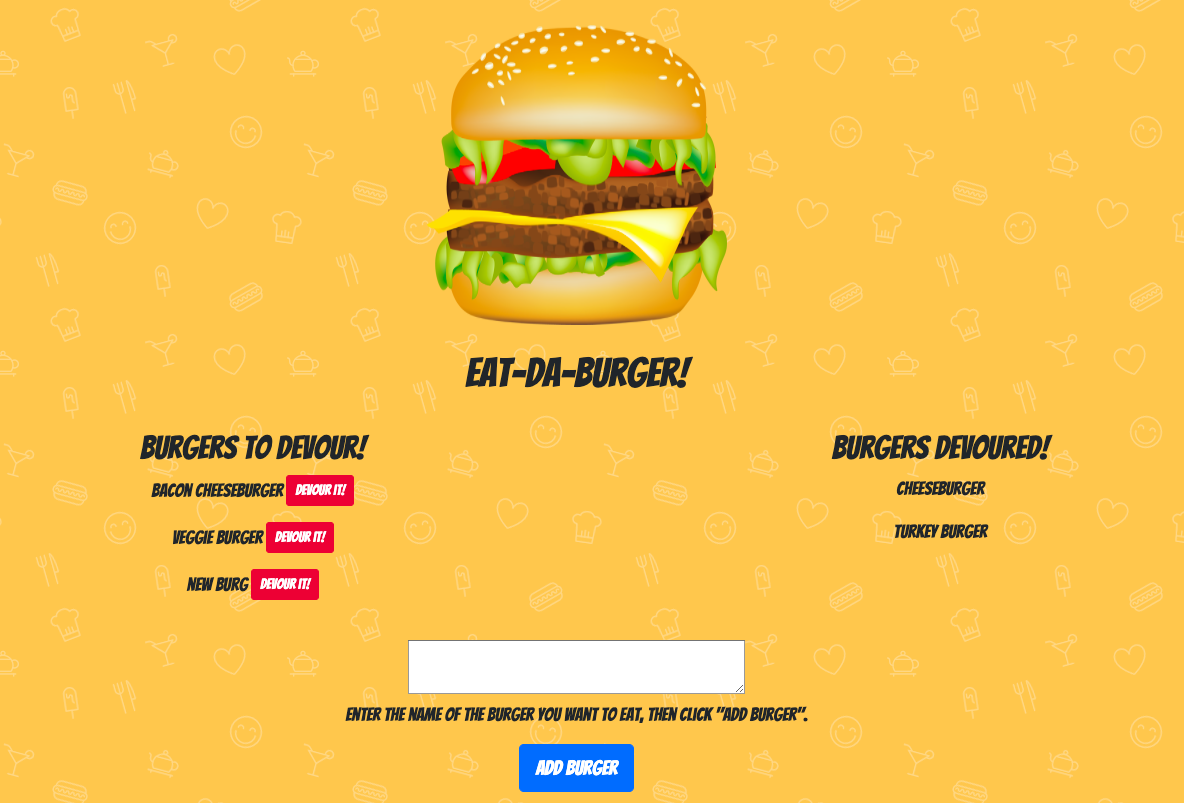 EAT-DA-BURGER!
BURGERS TO DEVOUR!
BACON CHEESEBURGER DEVOUR IT!
VEGGIE BURGER DEVOUR IT!
NEW BURG DEVOUR IT!
BURGERS DEVOURED!
CHEESEBURGER
TURKEY BURGER
ENTER THE NAME OF THE BURGER YOU WANT TO EAT, THEN CLICK "ADD BURGER".
ADD BURGER